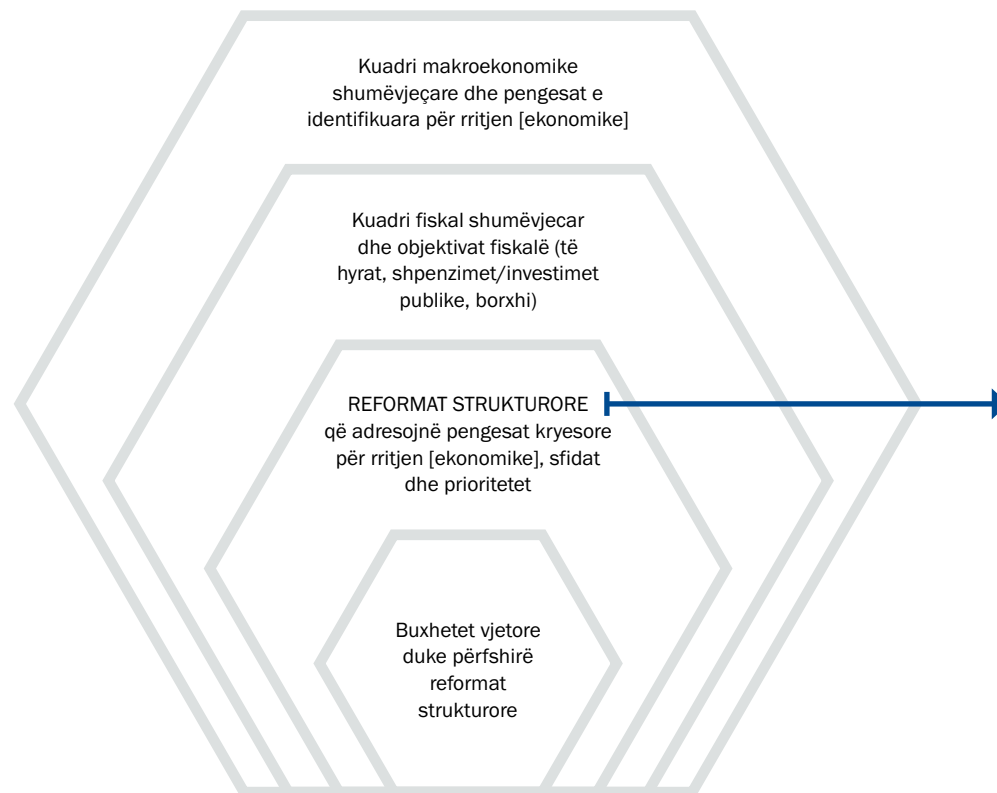 Kuadri makroekonomike
shumëvjeçare dhe pengesat e
identifikuara për rritjen [ekonomike]
Kuadri fiskal shumëvjecar
dhe objektivat fiskalë (të
hyrat, shpenzimet/investimet
publike, borxhi)
REFORMAT STRUKTURORE
që adresojnë pengesat kryesore
për rritjen [ekonomike], sfidat
dhe prioritetet
Buxhetet vjetore
duke përfshirë
reformat
strukturore